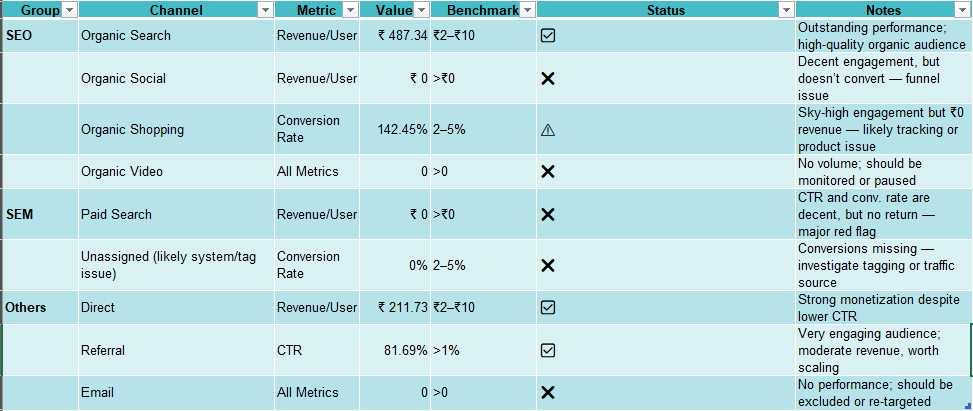 Group Channel Metric Value Benchmark Status Notes
SEO Organic Search Revenue/User ₹ 487.34 ₹2–₹10 Outstanding performance;
high-quality organic audience
Organic Social Revenue/User ₹ 0 >₹0 Decent engagement, but
doesn't convert — funnel
issue
Organic Shopping Conversion
Rate 142.45% 2–5% Sky-high engagement but ₹0
revenue — likely tracking or
product issue
Organic Video All Metrics 0 >0 No volume; should be
monitored or paused
SEM Paid Search Revenue/User ₹ 0 >₹0 CTR and conv. rate are
decent, but no return —
major red flag
Unassigned (likely system/tag
issue) Conversion
Rate 0% 2–5% Conversions missing —
investigate tagging or traffic
source
Others Direct Revenue/User ₹ 211.73 ₹2–₹10 Strong monetization despite
lower CTR
Referral CTR 81.69% >1% Very engaging audience;
moderate revenue, worth
scaling
Email All Metrics 0 >0 No performance; should be
excluded or re-targeted